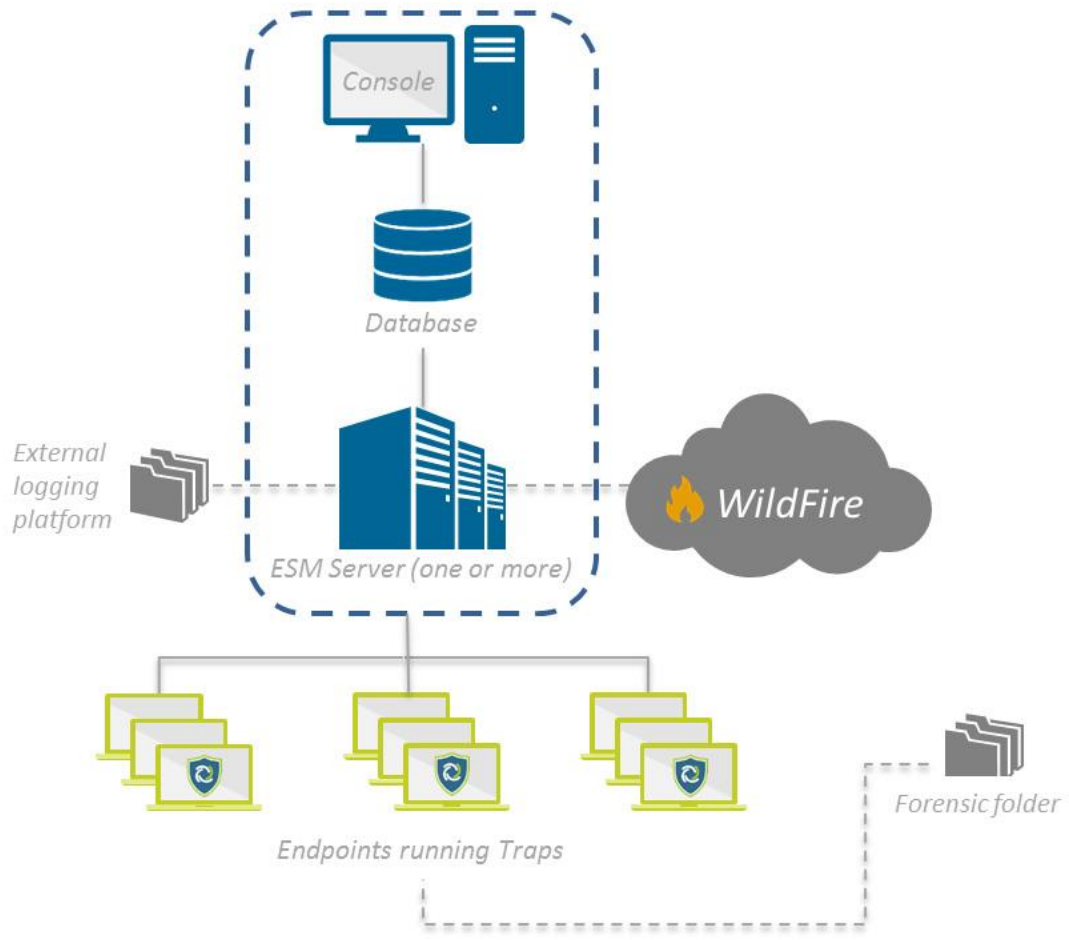 Console
Database
External
logging
platform
WildFire
ESM Server (one or more)
Endpoints running Traps
Forensic folder